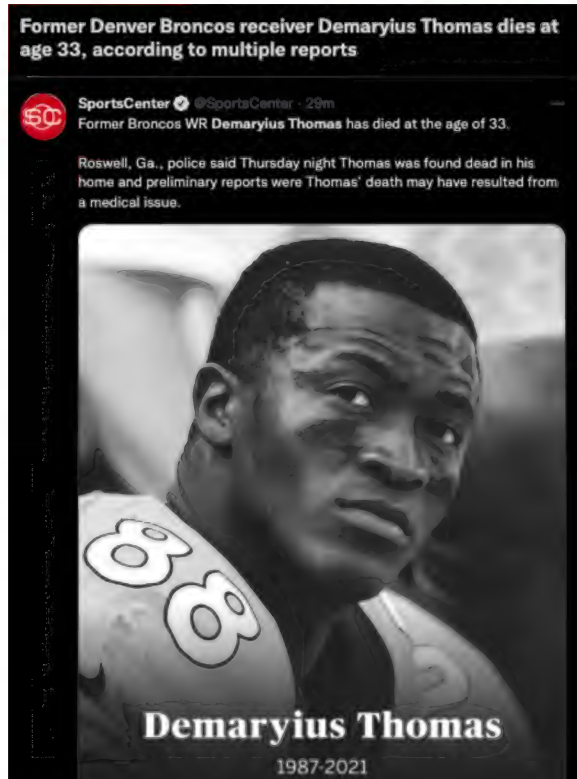 Former Denver Broncos receiver Demaryius Thomas dies at
age 33, according to multiple reports
SC
SportsCenter @SportsCenter · 29m
Former Broncos WR Demaryius Thomas has died at the age of 33.
Roswell, Ga., police said Thursday night Thomas was found dead in his
home and preliminary reports were Thomas' death may have resulted from
a medical issue.
88
Demaryius Thomas
1987-2021